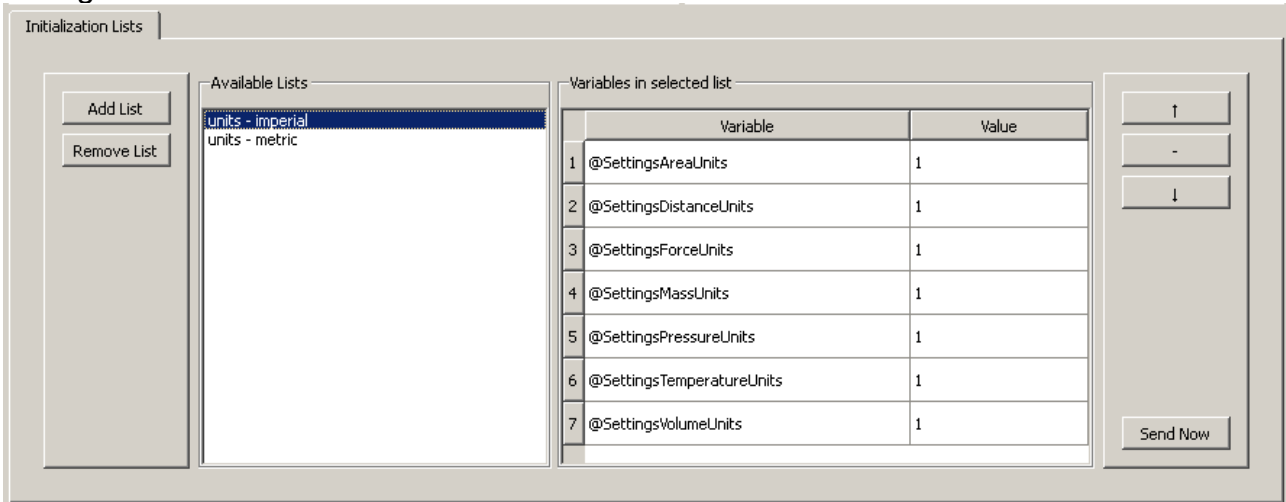 Initialization Lists
Add List
Remove List
Available Lists
units - imperial
units - metric
Variables in selected list
Variable Value
1 @SettingsAreaUnits 1
2 @SettingsDistanceUnits 1
3 @SettingsForceUnits 1
4 @SettingsMassUnits 1
5 @SettingsPressureUnits 1
6 @SettingsTemperatureUnits 1
7 @SettingsVolumeUnits 1
↑
-
↓
Send Now